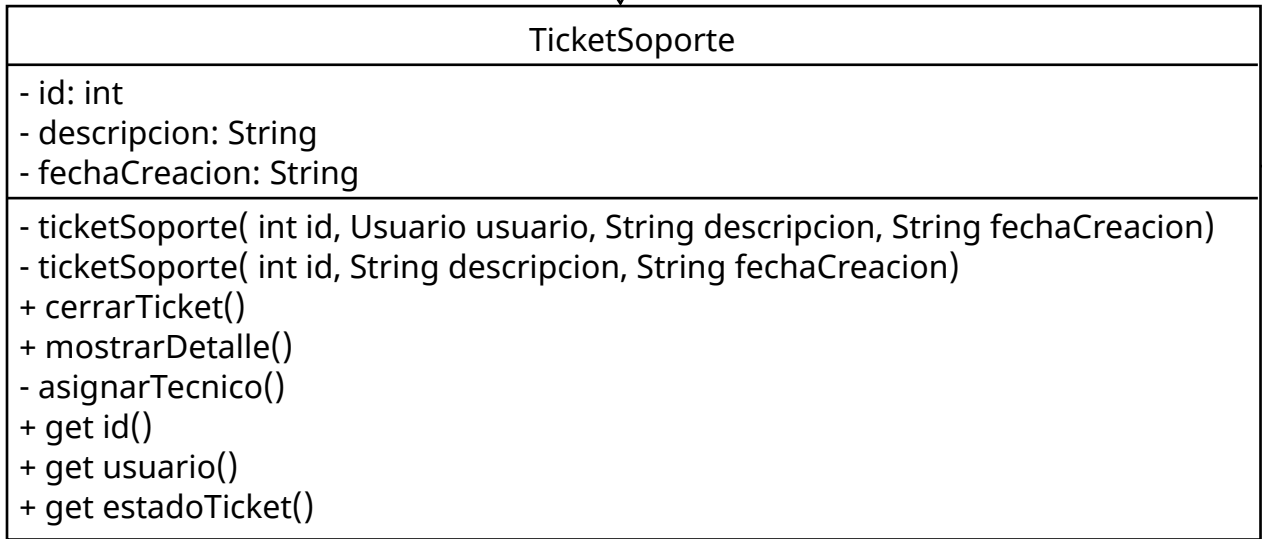 TicketSoporte
- id: int
- descripcion: String
- fechaCreacion: String
- ticketSoporte( int id, Usuario usuario, String descripcion, String fechaCreacion)
- ticketSoporte( int id, String descripcion, String fechaCreacion)
+ cerrarTicket()
+ mostrarDetalle()
- asignarTecnico()
+ get id()
+ get usuario()
+ get estadoTicket()